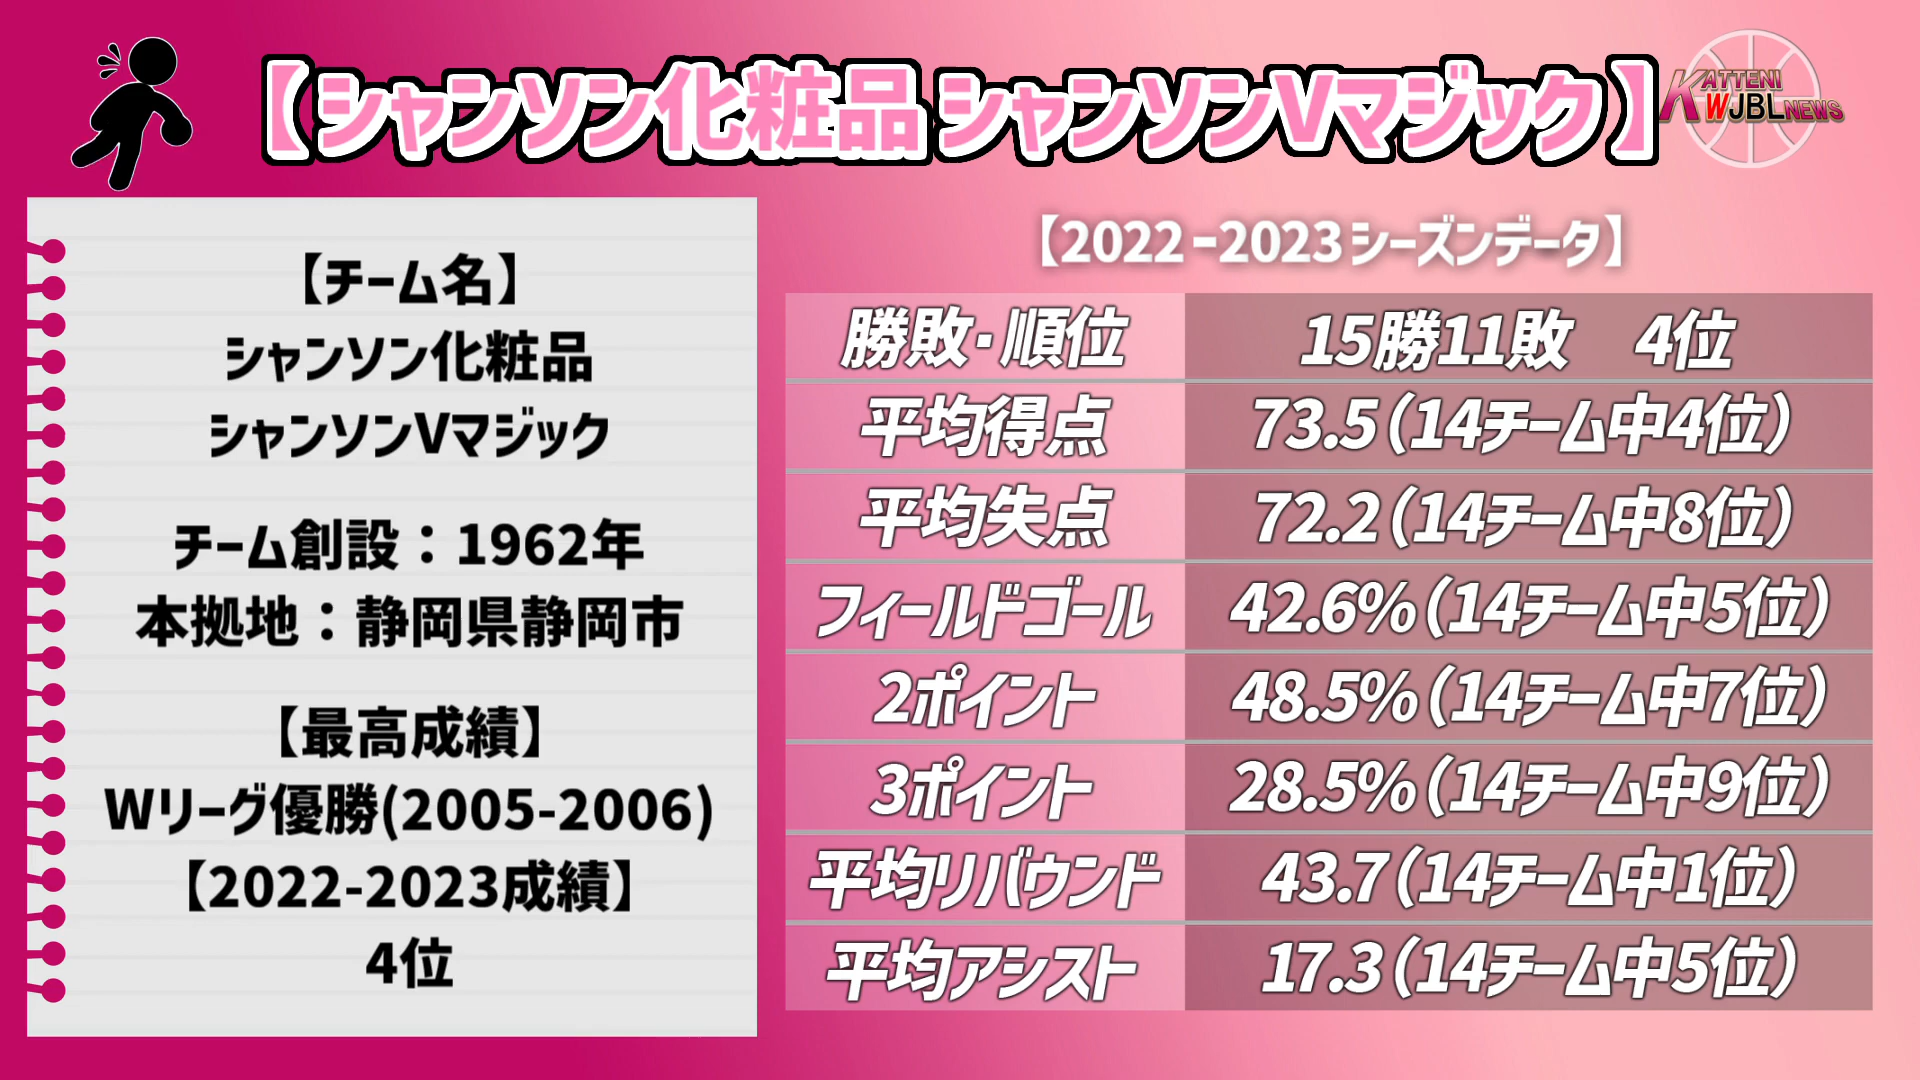 【シャンソン化粧品 シャンソンVマジック】
KATTENI
WJBL NEWS
【チーム名】
シャンソン化粧品
シャンソンVマジック
チーム創設：1962年
本拠地：静岡県静岡市
【最高成績】
Wリーグ優勝(2005-2006)
【2022-2023成績】
4位
【2022-2023シーズンデータ】
勝敗・順位 15勝11敗 4位
平均得点 73.5（14チーム中4位）
平均失点 72.2（14チーム中8位）
フィールドゴール 42.6%（14チーム中5位）
2ポイント 48.5%（14チーム中7位）
3ポイント 28.5%（14チーム中9位）
平均リバウンド 43.7（14チーム中1位）
平均アシスト 17.3（14チーム中5位）